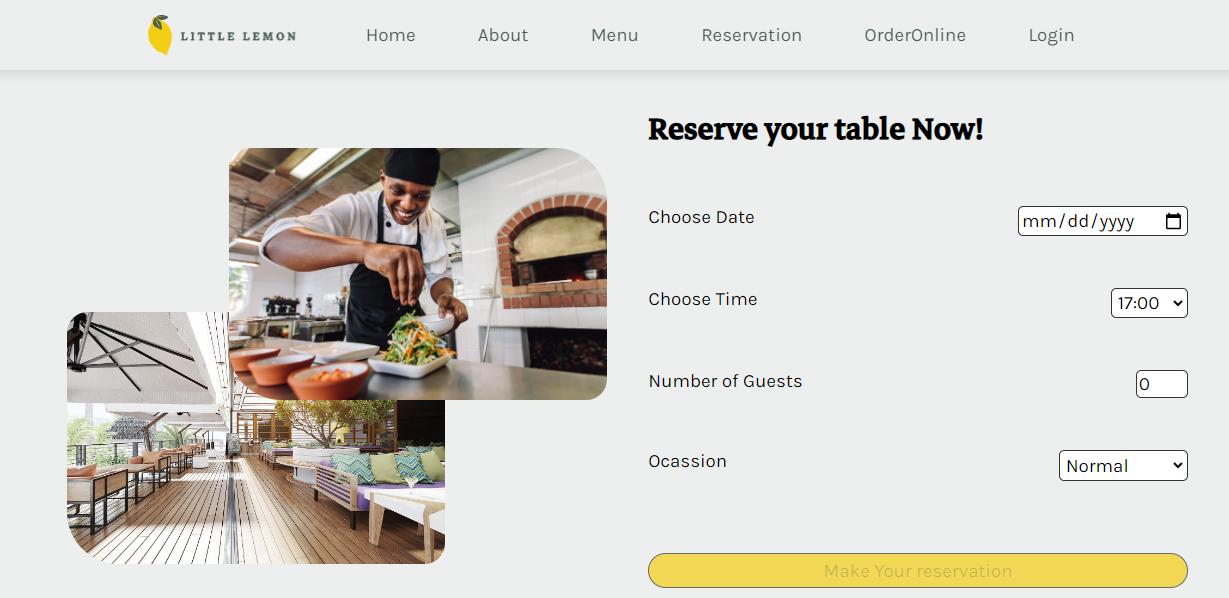 LITTLE LEMON Home About Menu Reservation OrderOnline Login
Reserve your table Now!
Choose Date mm/dd/yyyy
Choose Time 17:00
Number of Guests 0
Ocassion Normal
Make Your reservation